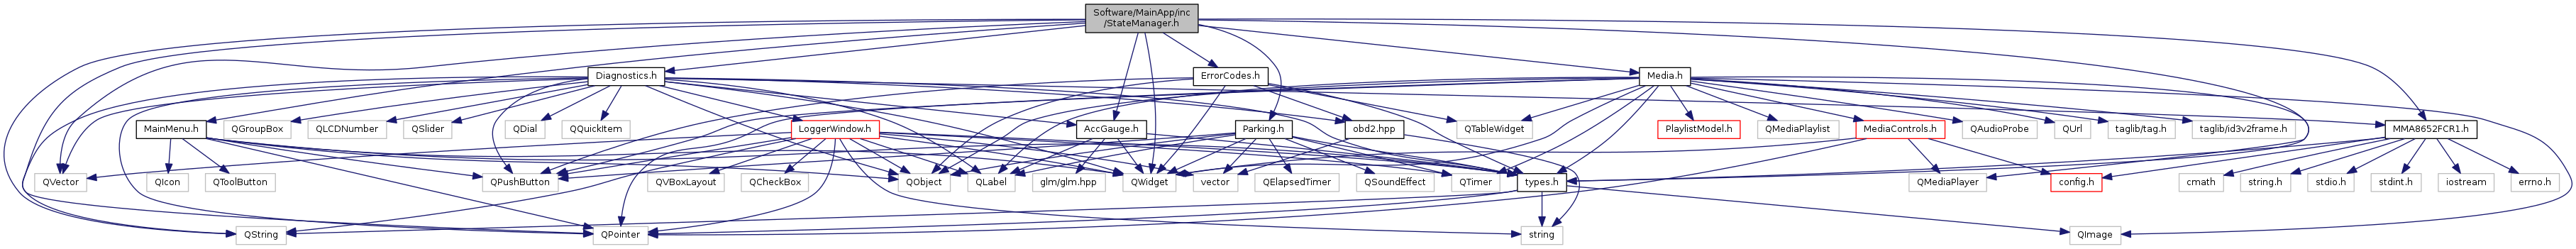 Software/MainApp/inc
/StateManager.h
Diagnostics.h
ErrorCodes.h
Media.h
MainMenu.h
QGroupBox
QLCDNumber
QSlider
QDial
QQuickItem
LoggerWindow.h
AccGauge.h
Parking.h
obd2.hpp
QTableWidget
PlaylistModel.h
QMediaPlaylist
MediaControls.h
QAudioProbe
QUrl
taglib/tag.h
taglib/id3v2frame.h
MMA8652FCR1.h
QVector
QIcon
QToolButton
QPushButton
QVBoxLayout
QCheckBox
QObject
QLabel
glm/glm.hpp
QWidget
vector
QElapsedTimer
QSoundEffect
QTimer
types.h
QMediaPlayer
config.h
cmath
string.h
stdio.h
stdint.h
iostream
errno.h
QString
QPointer
string
QImage